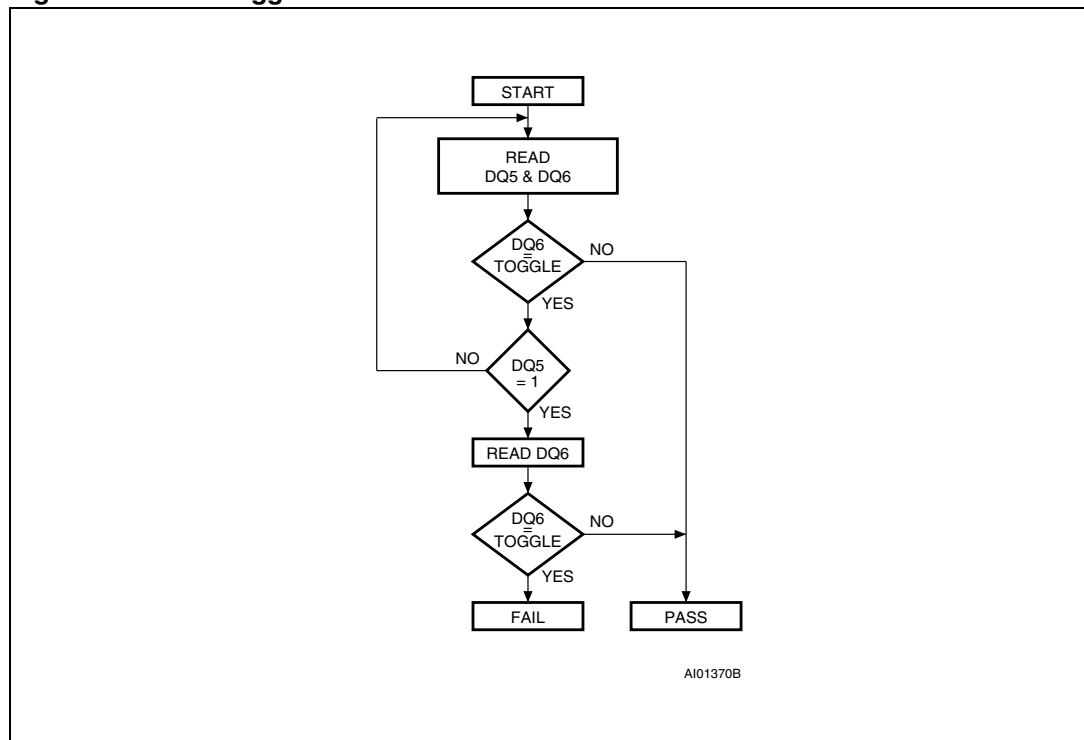 START
READ
DQ5 & DQ6
DQ6
=
TOGGLE
NO
YES
NO
DQ5
= 1
YES
READ DQ6
DQ6
=
TOGGLE
NO
YES
FAIL
PASS
AI01370B